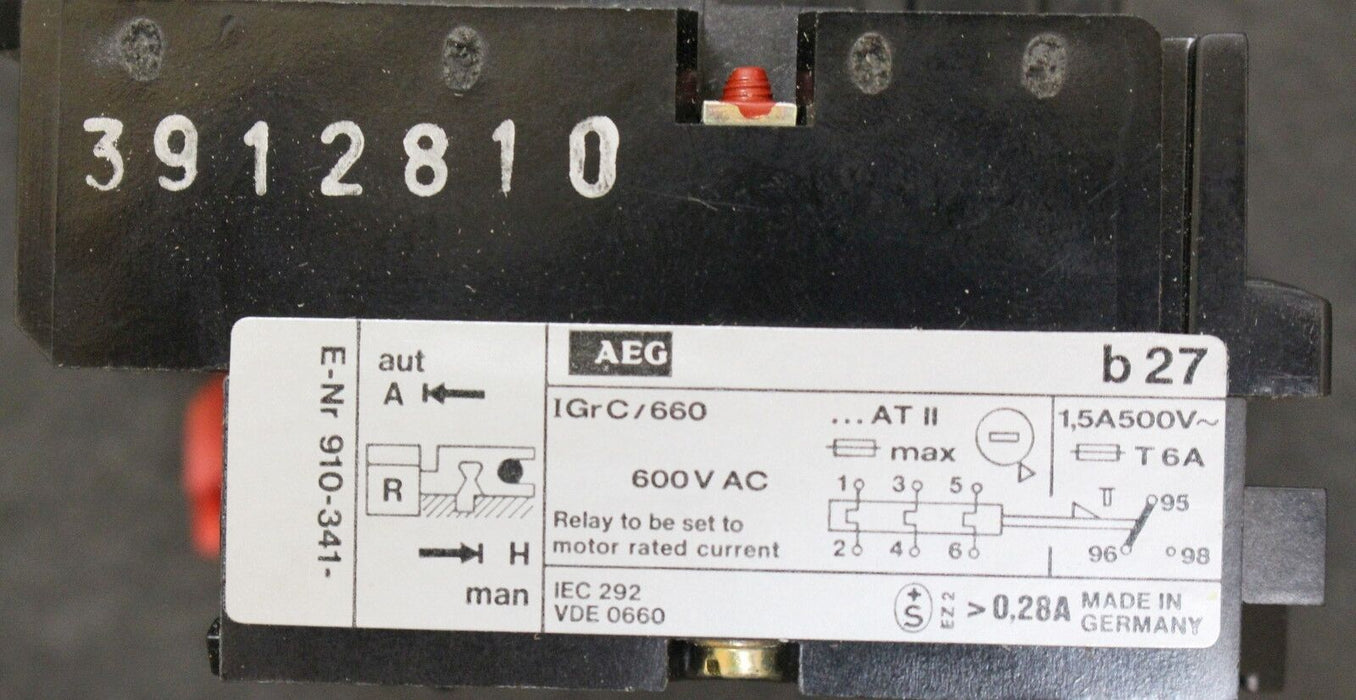 3912810
E-Nr 910-341-
aut
A
R
H
man
AEG
b 27
IGr C/660
600 V AC
Relay to be set to
motor rated current
...AT II
max
1 3 5
2 4 6
1,5A500V~
T 6A
95
96 98
IEC 292
VDE 0660
+
S
EZ 2
> 0,28A
MADE IN
GERMANY